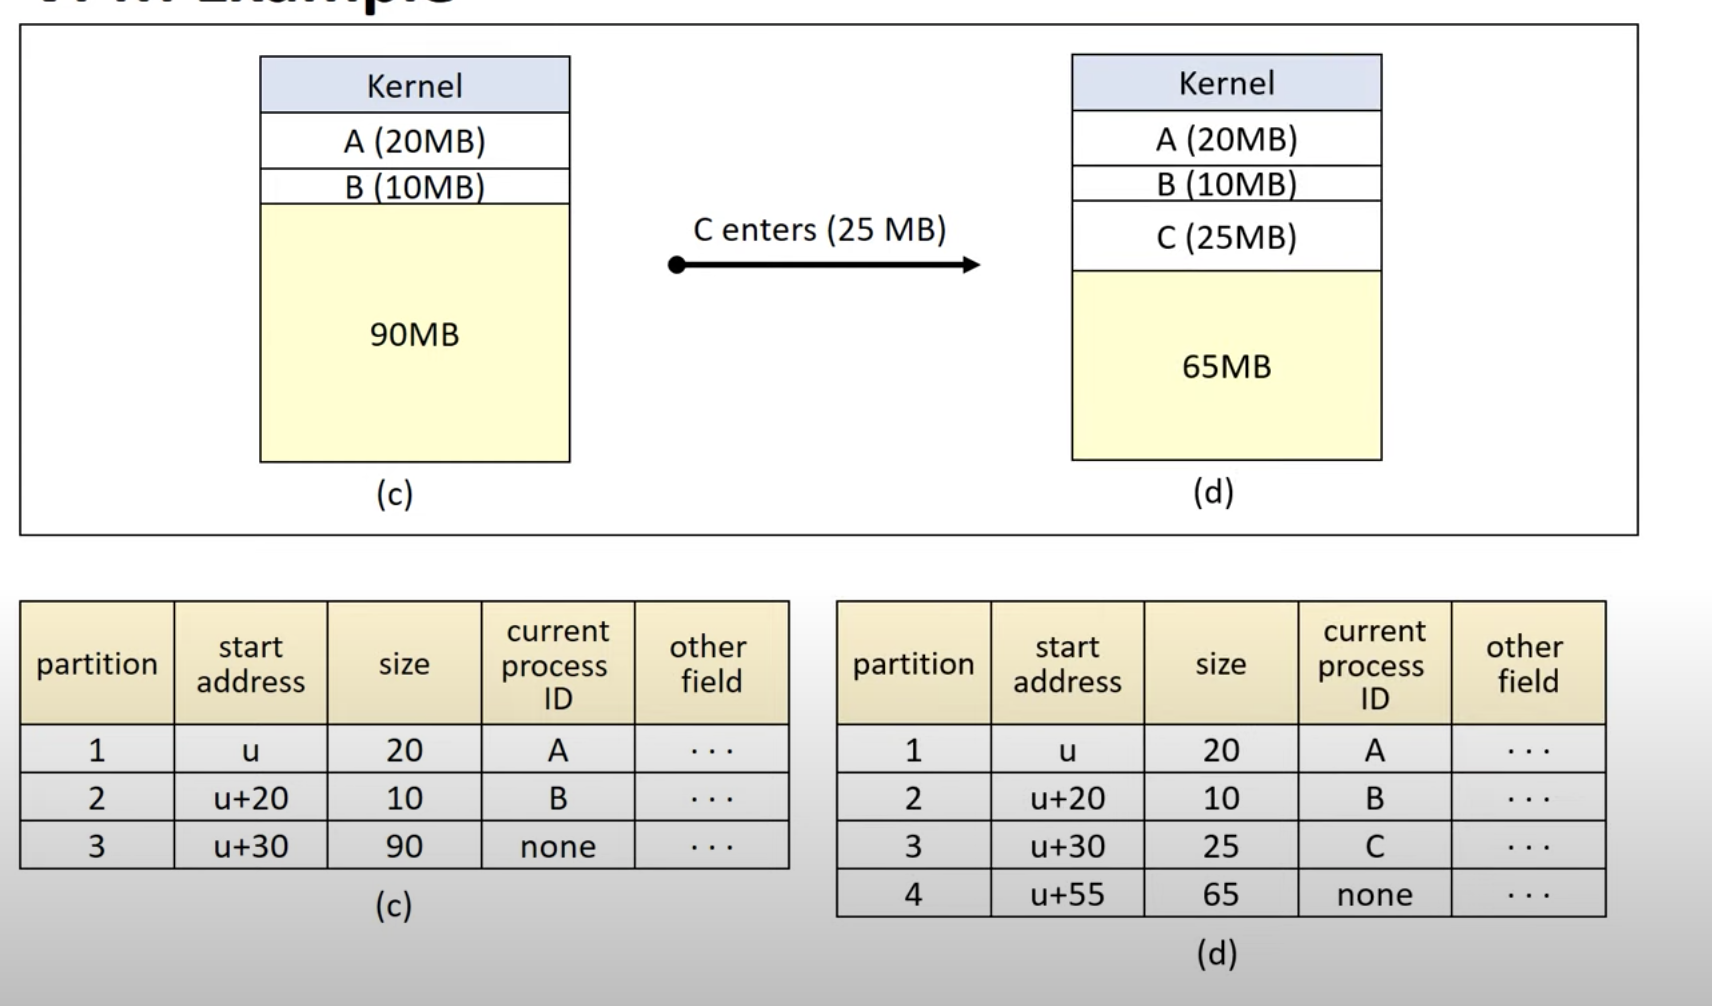 Kernel
A (20MB)
B (10MB)
90MB
(c)
C enters (25 MB)
Kernel
A (20MB)
B (10MB)
C (25MB)
65MB
(d)
partition start address size current process ID other field
1 u 20 A ···
2 u+20 10 B ···
3 u+30 90 none ···
(c)
partition start address size current process ID other field
1 u 20 A ···
2 u+20 10 B ···
3 u+30 25 C ···
4 u+55 65 none ···
(d)